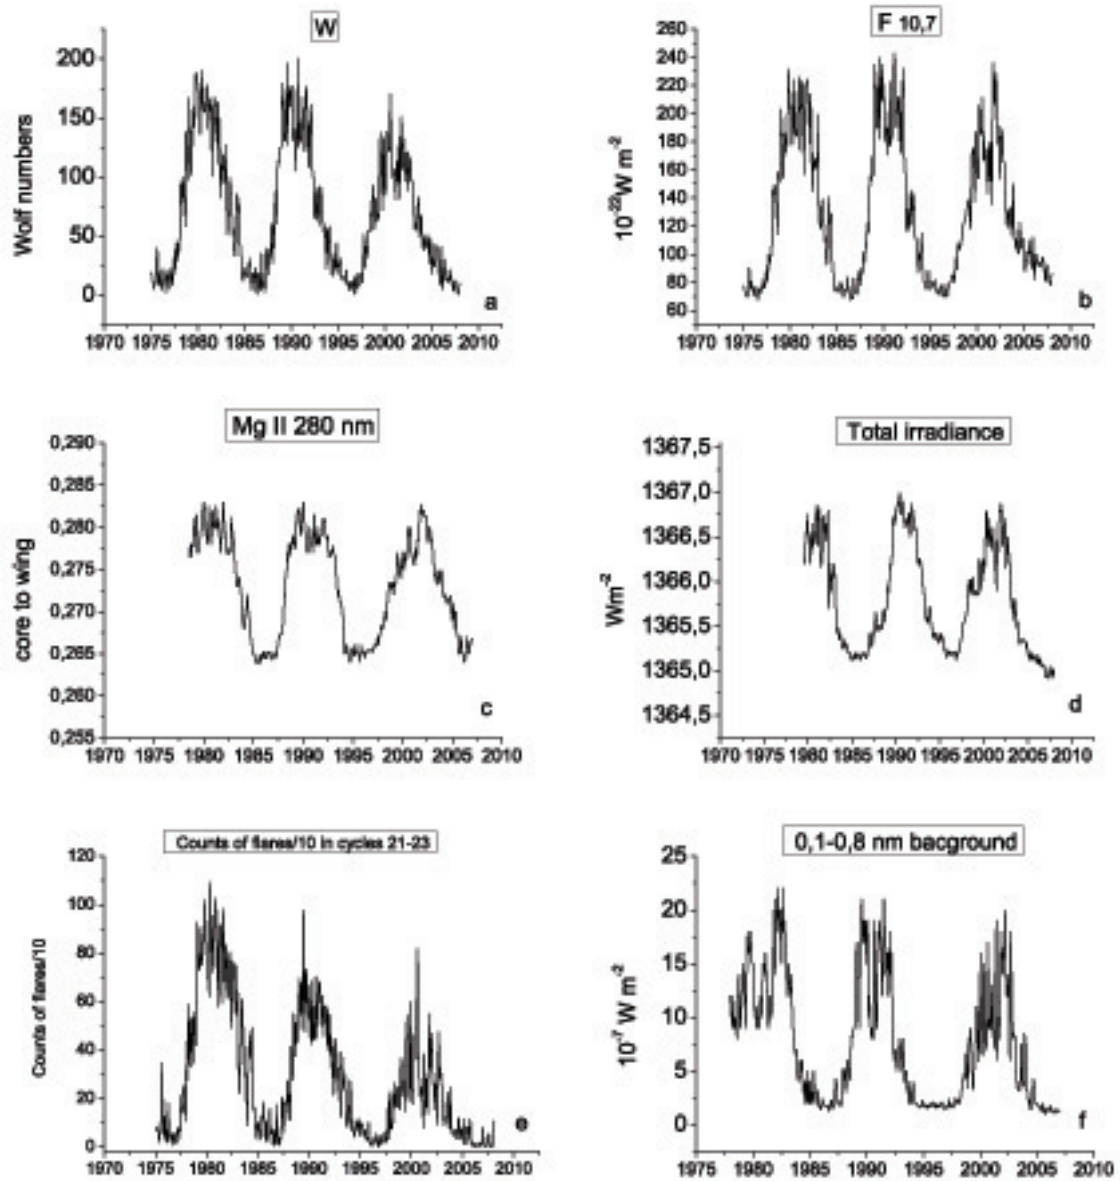 W
200
150
100
50
0
Wolf numbers
a
1970 1975 1980 1985 1990 1995 2000 2005 2010
F 10,7
260
240
220
200
180
160
140
120
100
80
60
10⁻²²W m⁻²
b
1970 1975 1980 1985 1990 1995 2000 2005 2010
Mg II 280 nm
0,290
0,285
0,280
0,275
0,270
0,265
0,260
0,255
core to wing
c
1970 1975 1980 1985 1990 1995 2000 2005 2010
Total irradiance
1367,5
1367,0
1366,5
1366,0
1365,5
1365,0
1364,5
Wm⁻²
d
1970 1975 1980 1985 1990 1995 2000 2005 2010
Counts of flares/10 in cycles 21-23
120
100
80
60
40
20
0
Counts of flares/10
e
1970 1975 1980 1985 1990 1995 2000 2005 2010
0,1-0,8 nm bacground
25
20
15
10
5
0
10⁻⁷ W m⁻²
f
1975 1980 1985 1990 1995 2000 2005 2010